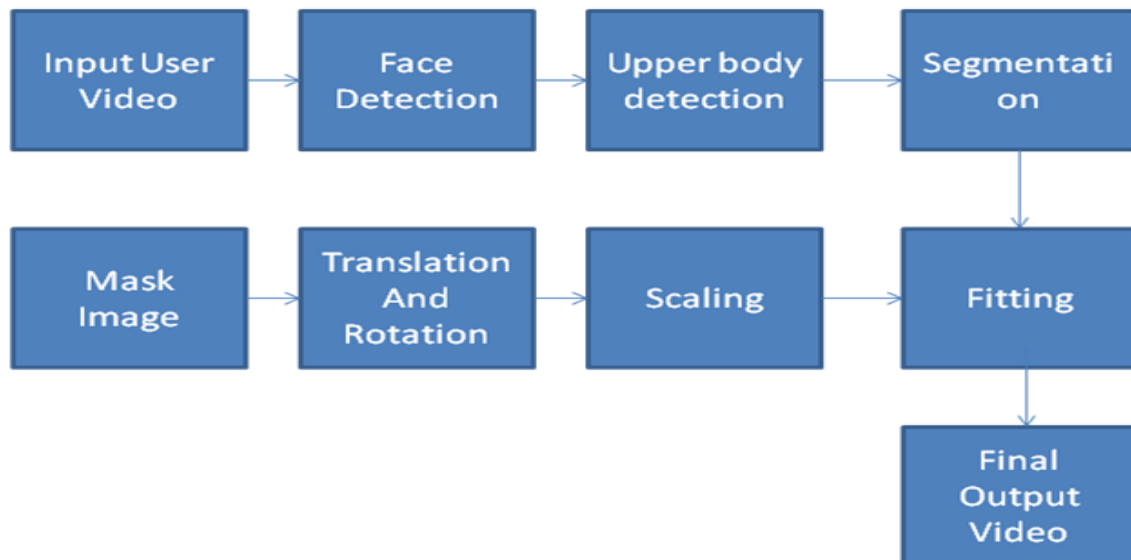 Input User
Video
Face
Detection
Upper body
detection
Segmentati
on
Mask
Image
Translation
And
Rotation
Scaling
Fitting
Final
Output
Video